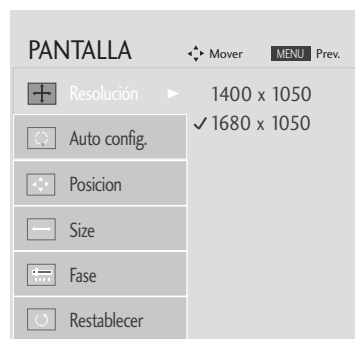 PANTALLA Mover MENU Prev.
Resolución 1400 x 1050
✓ 1680 x 1050
Auto config.
Posicion
Size
Fase
Restablecer